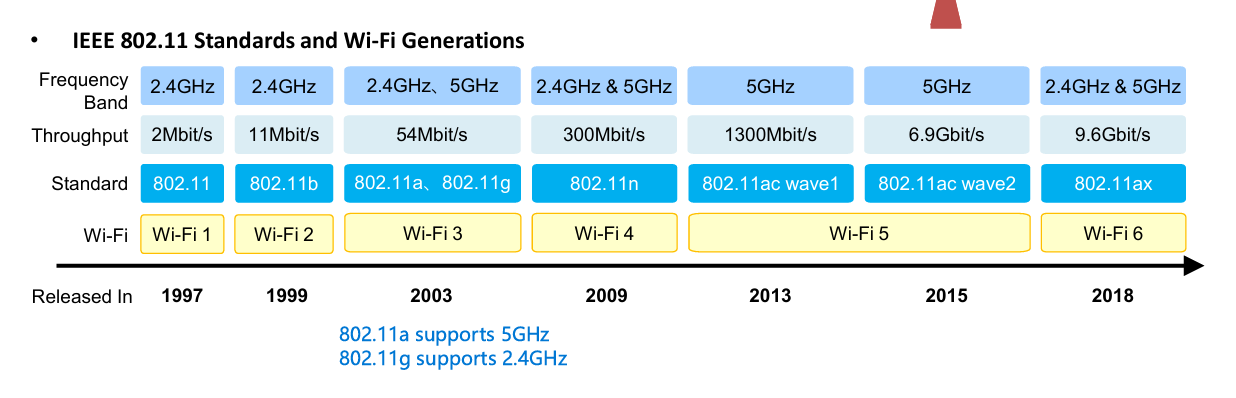 • IEEE 802.11 Standards and Wi-Fi Generations
Frequency Band 2.4GHz 2.4GHz 2.4GHz、5GHz 2.4GHz & 5GHz 5GHz 5GHz 2.4GHz & 5GHz
Throughput 2Mbit/s 11Mbit/s 54Mbit/s 300Mbit/s 1300Mbit/s 6.9Gbit/s 9.6Gbit/s
Standard 802.11 802.11b 802.11a、802.11g 802.11n 802.11ac wave1 802.11ac wave2 802.11ax
Wi-Fi Wi-Fi 1 Wi-Fi 2 Wi-Fi 3 Wi-Fi 4 Wi-Fi 5 Wi-Fi 6
Released In 1997 1999 2003 2009 2013 2015 2018
802.11a supports 5GHz
802.11g supports 2.4GHz